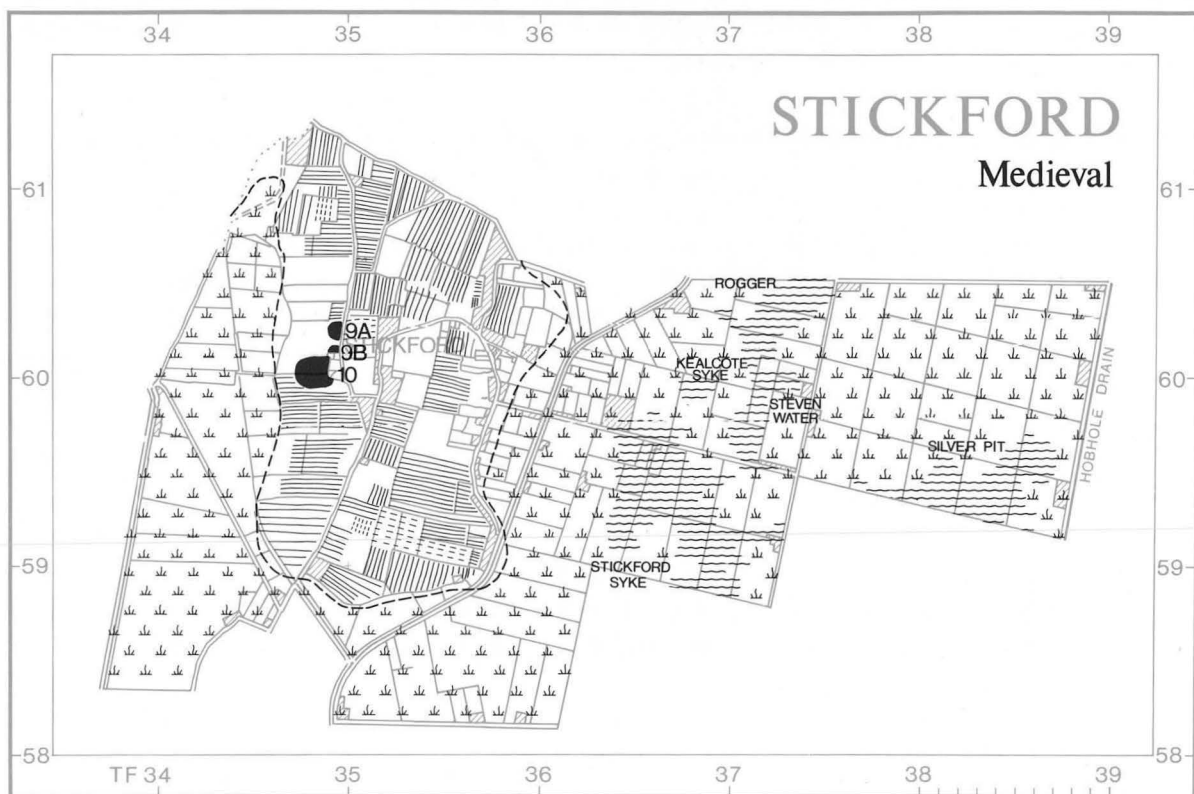 34 35 36 37 38 39
STICKFORD
Medieval
61 61
ROGGER
9A
STICKFORD
9B
10
60 60
KEALCOTE
SYKE
STEVEN
WATER
SILVER PIT
HOBHOLE DRAIN
59 59
STICKFORD
SYKE
58 58
TF 34 35 36 37 38 39